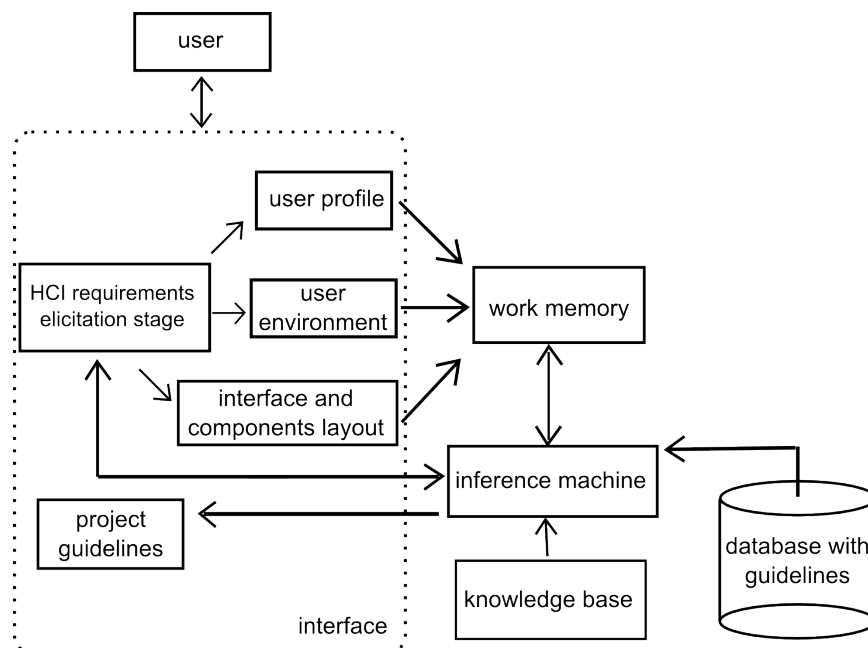 user
user profile
HCI requirements
elicitation stage
user
environment
work memory
interface and
components layout
inference machine
project
guidelines
database with
guidelines
knowledge base
interface